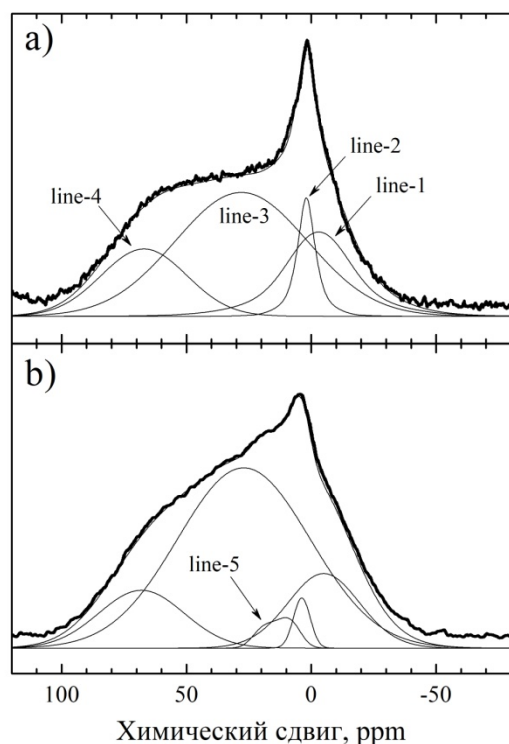 a)
line-2
line-4
line-3
line-1
b)
line-5
100 50 0 -50
Химический сдвиг, ppm